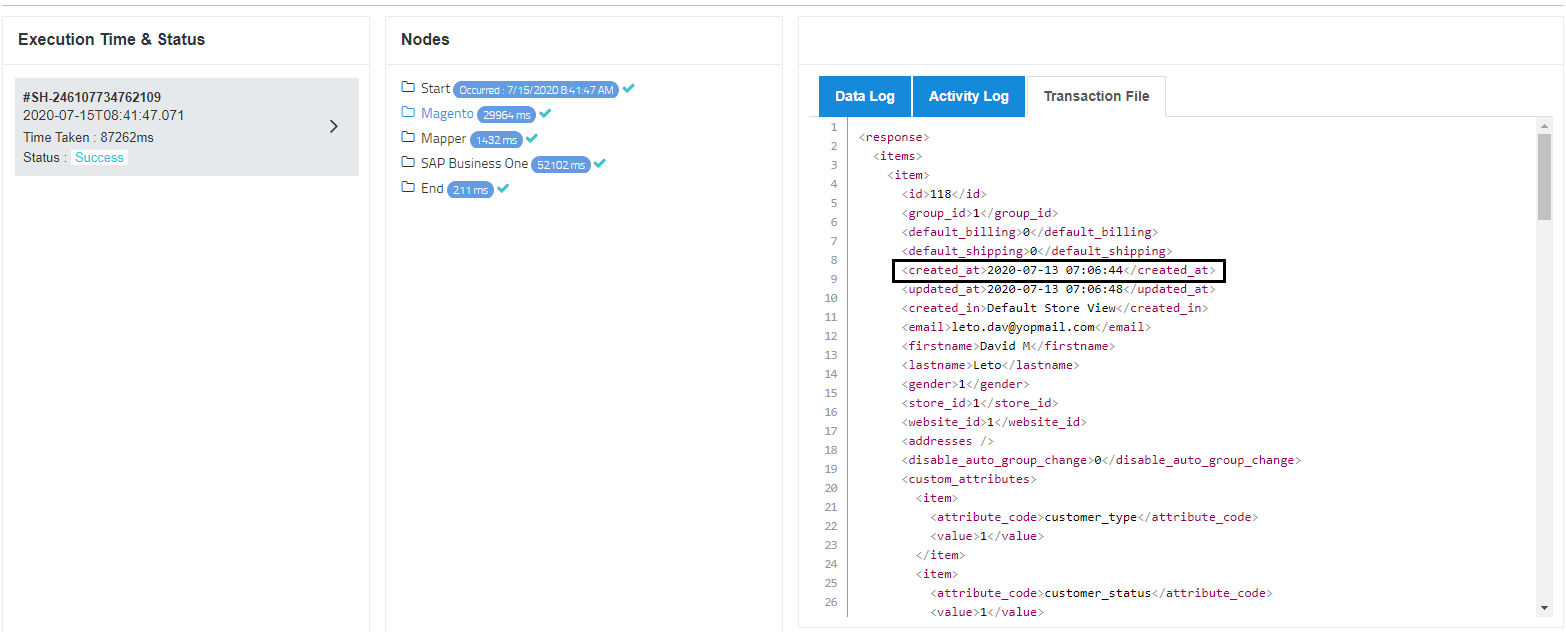 Execution Time & Status
#SH-246107734762109
2020-07-15T08:41:47.071
Time Taken : 87262ms
Status : Success
Nodes
Start Occurred : 7/15/2020 8:41:47 AM
Magento 29964 ms
Mapper 1432 ms
SAP Business One 52102 ms
End 211 ms
Data Log Activity Log Transaction File
1
2 <response>
3 <items>
4 <item>
5 <id>118</id>
6 <group_id>1</group_id>
7 <default_billing>0</default_billing>
8 <default_shipping>0</default_shipping>
9 <created_at>2020-07-13 07:06:44</created_at>
10 <updated_at>2020-07-13 07:06:48</updated_at>
11 <created_in>Default Store View</created_in>
12 <email>leto.dav@yopmail.com</email>
13 <firstname>David M</firstname>
14 <lastname>Leto</lastname>
15 <gender>1</gender>
16 <store_id>1</store_id>
17 <website_id>1</website_id>
18 <addresses />
19 <disable_auto_group_change>0</disable_auto_group_change>
20 <custom_attributes>
21 <item>
22 <attribute_code>customer_type</attribute_code>
23 <value>1</value>
24 </item>
25 <item>
26 <attribute_code>customer_status</attribute_code>
<value>1</value>